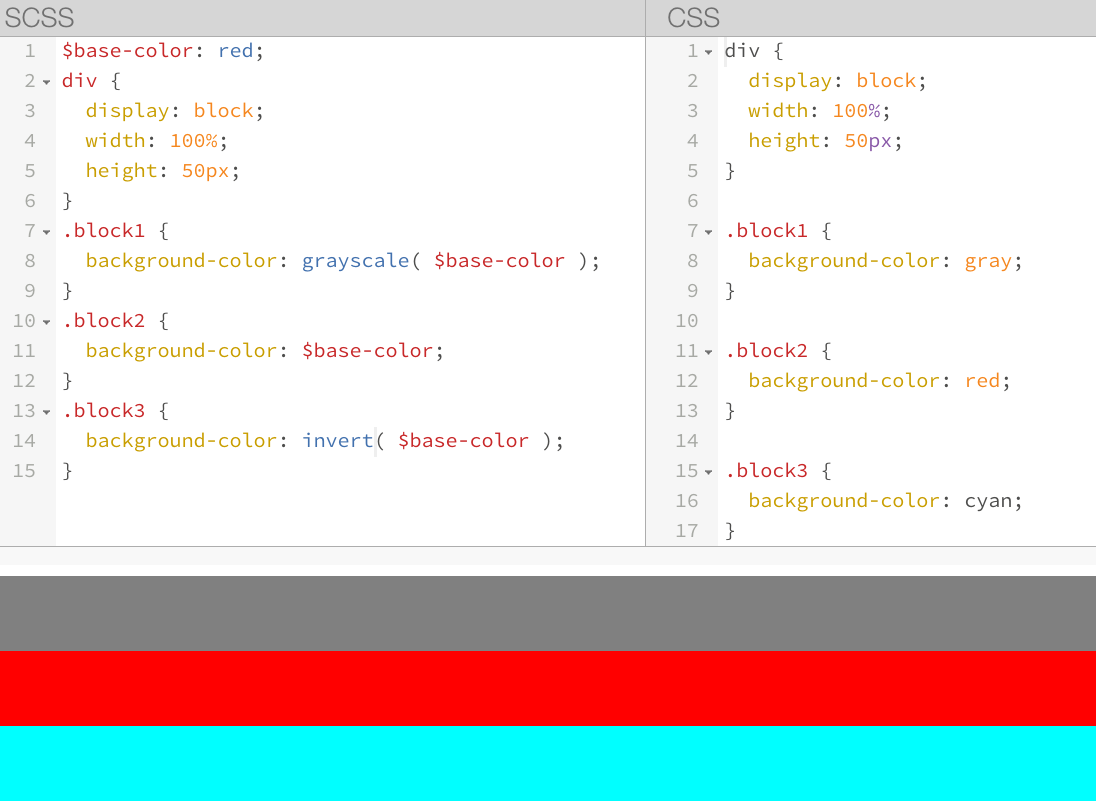 SCSS
1 $base-color: red;
2 div {
3   display: block;
4   width: 100%;
5   height: 50px;
6 }
7 .block1 {
8   background-color: grayscale( $base-color );
9 }
10 .block2 {
11   background-color: $base-color;
12 }
13 .block3 {
14   background-color: invert( $base-color );
15 }
CSS
1 div {
2   display: block;
3   width: 100%;
4   height: 50px;
5 }
6
7 .block1 {
8   background-color: gray;
9 }
10
11 .block2 {
12   background-color: red;
13 }
14
15 .block3 {
16   background-color: cyan;
17 }